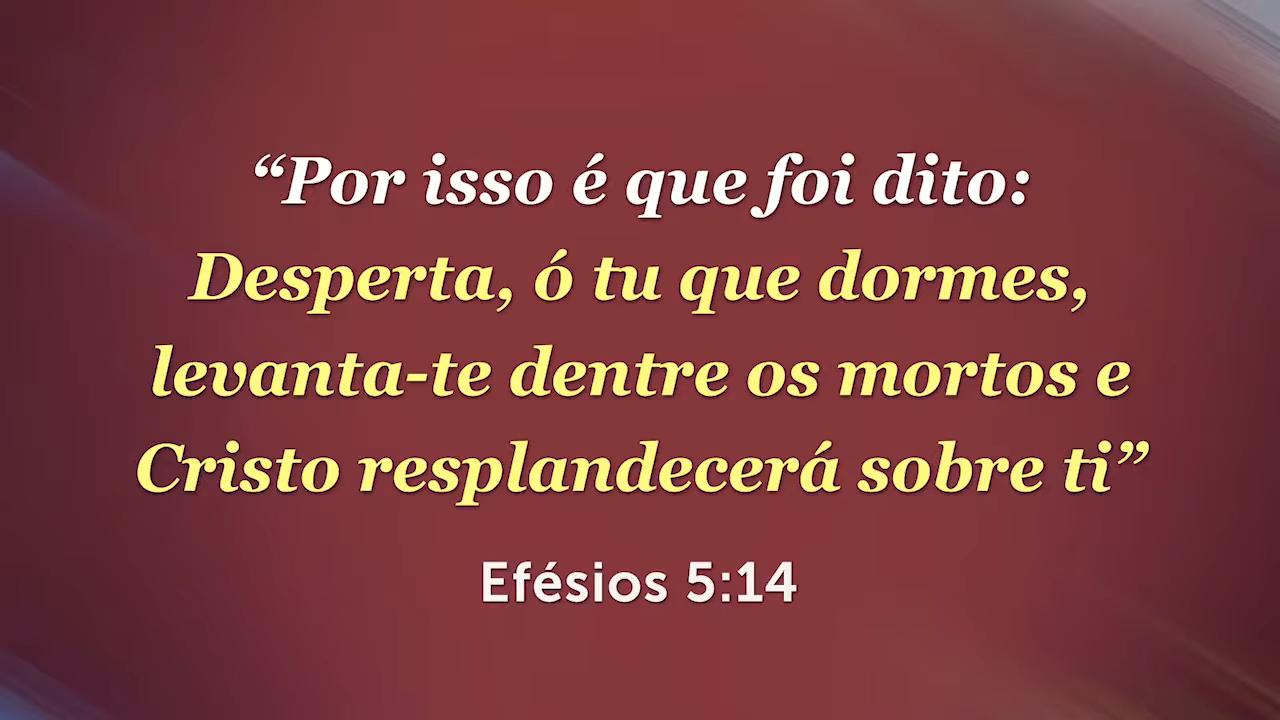 “Por isso é que foi dito:
Desperta, ó tu que dormes,
levanta-te dentre os mortos e
Cristo resplandecerá sobre ti”
Efésios 5:14